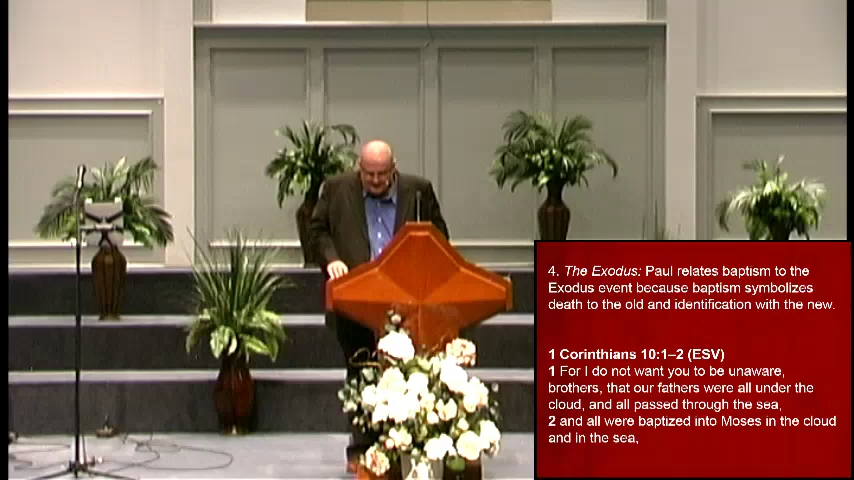 4. The Exodus: Paul relates baptism to the
Exodus event because baptism symbolizes
death to the old and identification with the new.
1 Corinthians 10:1–2 (ESV)
1 For I do not want you to be unaware,
brothers, that our fathers were all under the
cloud, and all passed through the sea,
2 and all were baptized into Moses in the cloud
and in the sea,